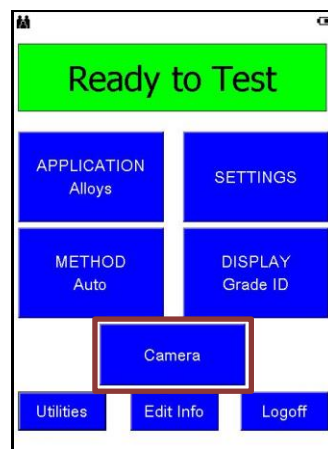 Ready to Test
APPLICATION
Alloys
SETTINGS
METHOD
Auto
DISPLAY
Grade ID
Camera
Utilities
Edit Info
Logoff